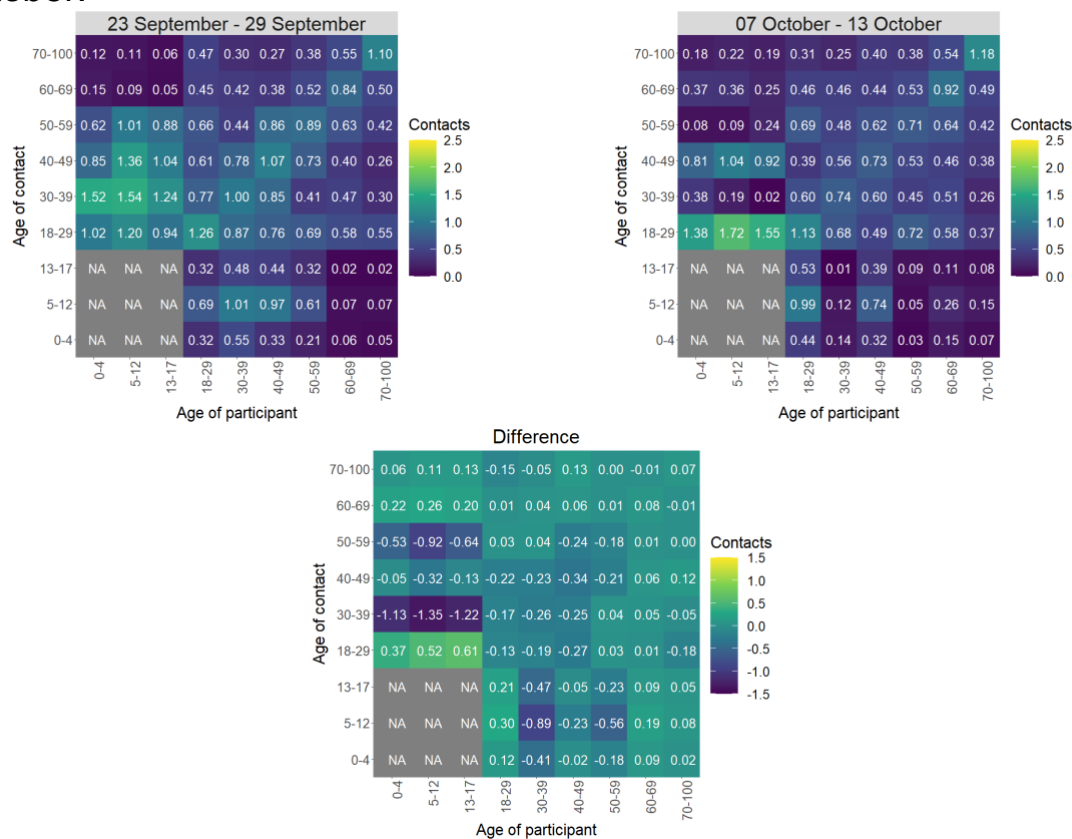 23 September - 29 September
70-100 0.12 0.11 0.06 0.47 0.30 0.27 0.38 0.55 1.10
60-69 0.15 0.09 0.05 0.45 0.42 0.38 0.52 0.84 0.50
50-59 0.62 1.01 0.88 0.66 0.44 0.86 0.89 0.63 0.42
40-49 0.85 1.36 1.04 0.61 0.78 1.07 0.73 0.40 0.26
30-39 1.52 1.54 1.24 0.77 1.00 0.85 0.41 0.47 0.30
18-29 1.02 1.20 0.94 1.26 0.87 0.76 0.69 0.58 0.55
13-17 NA NA NA 0.32 0.48 0.44 0.32 0.02 0.02
5-12 NA NA NA 0.69 1.01 0.97 0.61 0.07 0.07
0-4 NA NA NA 0.32 0.55 0.33 0.21 0.06 0.05
0-4 5-12 13-17 18-29 30-39 40-49 50-59 60-69 70-100
Age of participant
Age of contact
Contacts
2.5
2.0
1.5
1.0
0.5
0.0
07 October - 13 October
70-100 0.18 0.22 0.19 0.31 0.25 0.40 0.38 0.54 1.18
60-69 0.37 0.36 0.25 0.46 0.46 0.44 0.53 0.92 0.49
50-59 0.08 0.09 0.24 0.69 0.48 0.62 0.71 0.64 0.42
40-49 0.81 1.04 0.92 0.39 0.56 0.73 0.53 0.46 0.38
30-39 0.38 0.19 0.02 0.60 0.74 0.60 0.45 0.51 0.26
18-29 1.38 1.72 1.55 1.13 0.68 0.49 0.72 0.58 0.37
13-17 NA NA NA 0.53 0.01 0.39 0.09 0.11 0.08
5-12 NA NA NA 0.99 0.12 0.74 0.05 0.26 0.15
0-4 NA NA NA 0.44 0.14 0.32 0.03 0.15 0.07
0-4 5-12 13-17 18-29 30-39 40-49 50-59 60-69 70-100
Age of participant
Age of contact
Contacts
2.5
2.0
1.5
1.0
0.5
0.0
Difference
70-100 0.06 0.11 0.13 -0.15 -0.05 0.13 0.00 -0.01 0.07
60-69 0.22 0.26 0.20 0.01 0.04 0.06 0.01 0.08 -0.01
50-59 -0.53 -0.92 -0.64 0.03 0.04 -0.24 -0.18 0.01 0.00
40-49 -0.05 -0.32 -0.13 -0.22 -0.23 -0.34 -0.21 0.06 0.12
30-39 -1.13 -1.35 -1.22 -0.17 -0.26 -0.25 0.04 0.05 -0.05
18-29 0.37 0.52 0.61 -0.13 -0.19 -0.27 0.03 0.01 -0.18
13-17 NA NA NA 0.21 -0.47 -0.05 -0.23 0.09 0.05
5-12 NA NA NA 0.30 -0.89 -0.23 -0.56 0.19 0.08
0-4 NA NA NA 0.12 -0.41 -0.02 -0.18 0.09 0.02
0-4 5-12 13-17 18-29 30-39 40-49 50-59 60-69 70-100
Age of participant
Age of contact
Contacts
1.5
1.0
0.5
0.0
-0.5
-1.0
-1.5